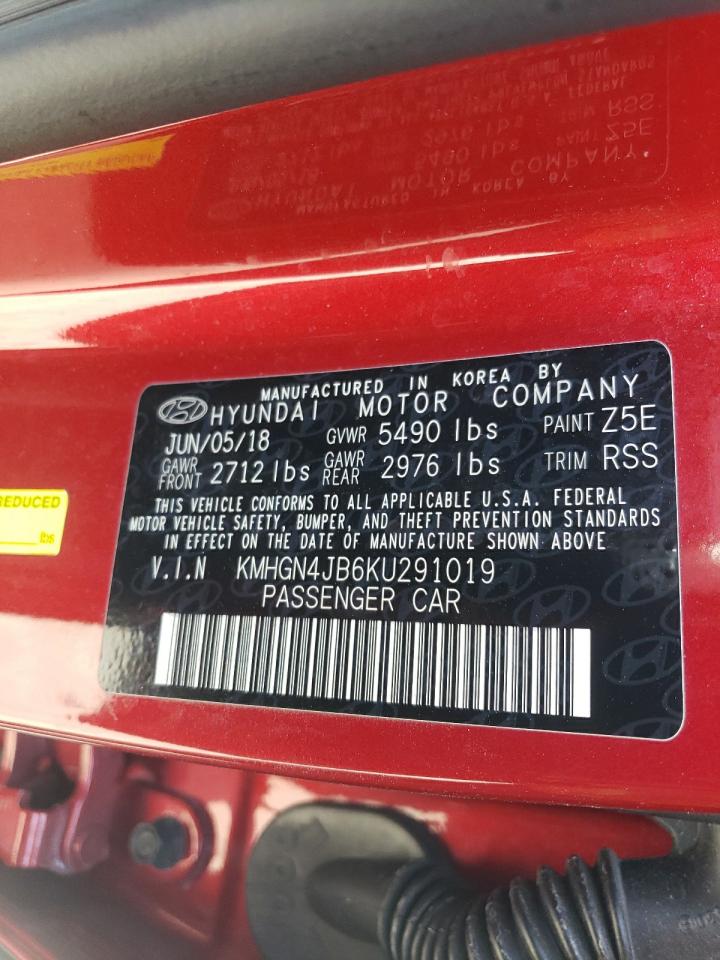 MANUFACTURED IN KOREA BY
HYUNDAI MOTOR COMPANY
JUN/05/18 GVWR 5490 lbs PAINT Z5E
GAWR FRONT 2712 lbs GAWR REAR 2976 lbs TRIM RSS
THIS VEHICLE CONFORMS TO ALL APPLICABLE U.S.A. FEDERAL
MOTOR VEHICLE SAFETY, BUMPER, AND THEFT PREVENTION STANDARDS
IN EFFECT ON THE DATE OF MANUFACTURE SHOWN ABOVE
V.I.N KMHGN4JB6KU291019
PASSENGER CAR
REDUCED
lbs